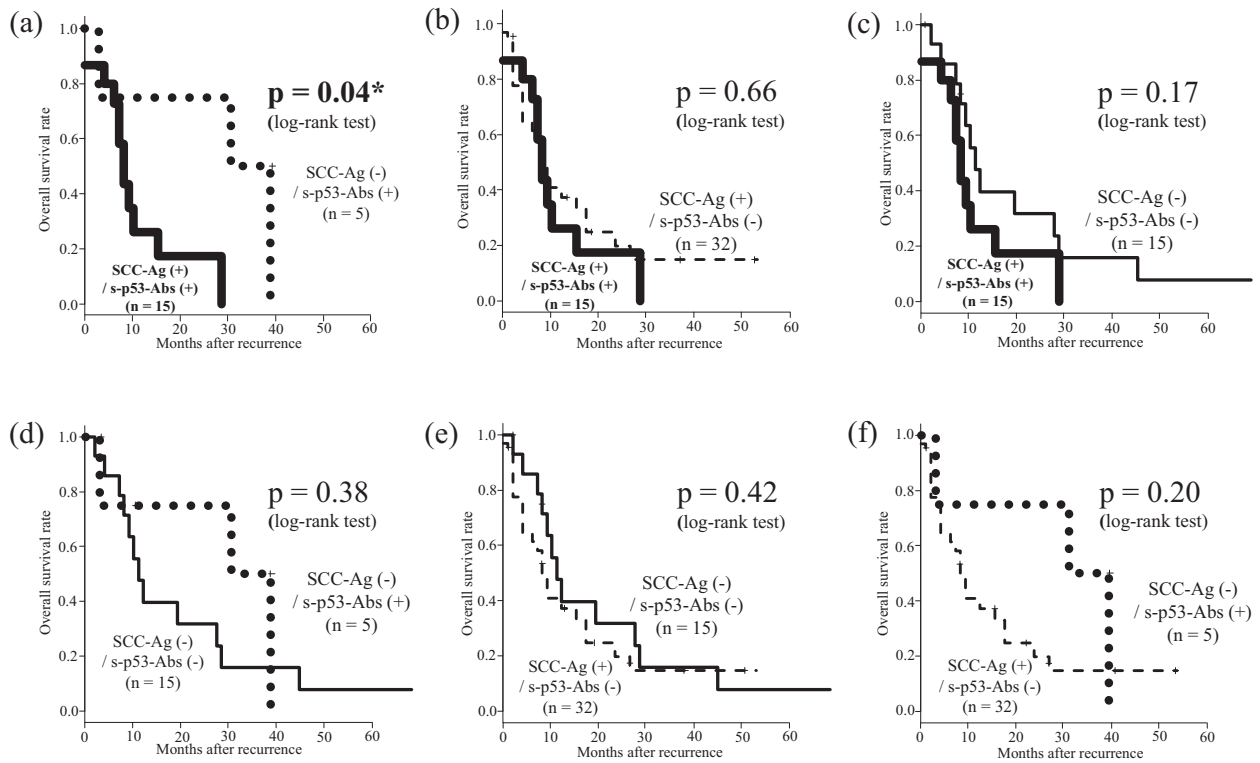 (a)
1.0
0.8
0.6
0.4
0.2
0.0
Overall survival rate
p = 0.04*
(log-rank test)
SCC-Ag (-)
/ s-p53-Abs (+)
(n = 5)
SCC-Ag (+)
/ s-p53-Abs (+)
(n = 15)
0 10 20 30 40 50 60
Months after recurrence
(b)
1.0
0.8
0.6
0.4
0.2
0.0
Overall survival rate
p = 0.66
(log-rank test)
SCC-Ag (+)
/ s-p53-Abs (-)
(n = 32)
SCC-Ag (+)
/ s-p53-Abs (+)
(n = 15)
0 10 20 30 40 50 60
Months after recurrence
(c)
1.0
0.8
0.6
0.4
0.2
0.0
Overall survival rate
p = 0.17
(log-rank test)
SCC-Ag (-)
/ s-p53-Abs (-)
(n = 15)
SCC-Ag (+)
/ s-p53-Abs (+)
(n = 15)
0 10 20 30 40 50 60
Months after recurrence
(d)
1.0
0.8
0.6
0.4
0.2
0.0
Overall survival rate
p = 0.38
(log-rank test)
SCC-Ag (-)
/ s-p53-Abs (+)
(n = 5)
SCC-Ag (-)
/ s-p53-Abs (-)
(n = 15)
0 10 20 30 40 50 60
Months after recurrence
(e)
1.0
0.8
0.6
0.4
0.2
0.0
Overall survival rate
p = 0.42
(log-rank test)
SCC-Ag (-)
/ s-p53-Abs (-)
(n = 15)
SCC-Ag (+)
/ s-p53-Abs (-)
(n = 32)
0 10 20 30 40 50 60
Months after recurrence
(f)
1.0
0.8
0.6
0.4
0.2
0.0
Overall survival rate
p = 0.20
(log-rank test)
SCC-Ag (-)
/ s-p53-Abs (+)
(n = 5)
SCC-Ag (+)
/ s-p53-Abs (-)
(n = 32)
0 10 20 30 40 50 60
Months after recurrence